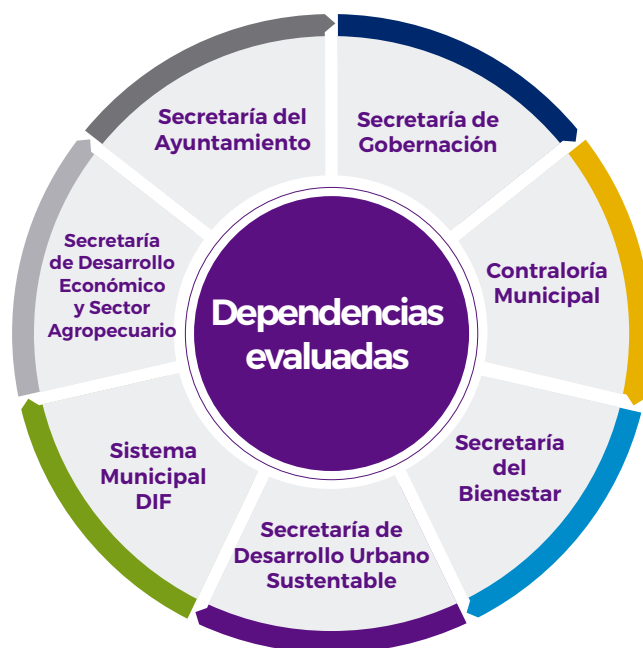 Dependencias
evaluadas
Secretaría de
Gobernación
Contraloría
Municipal
Secretaría
del
Bienestar
Secretaría de
Desarrollo Urbano
Sustentable
Sistema
Municipal
DIF
Secretaría
de Desarrollo
Económico
y Sector
Agropecuario
Secretaría del
Ayuntamiento